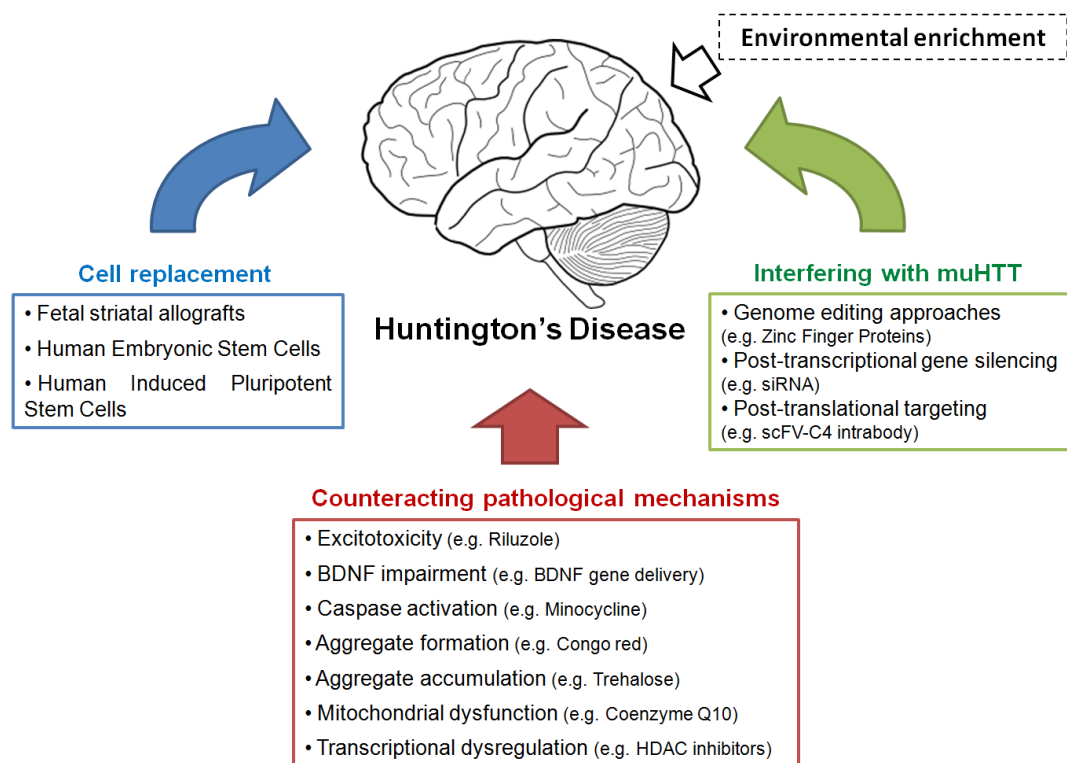 Environmental enrichment
Huntington's Disease
Cell replacement
• Fetal striatal allografts
• Human Embryonic Stem Cells
• Human Induced Pluripotent
Stem Cells
Interfering with muHTT
• Genome editing approaches
(e.g. Zinc Finger Proteins)
• Post-transcriptional gene silencing
(e.g. siRNA)
• Post-translational targeting
(e.g. scFV-C4 intrabody)
Counteracting pathological mechanisms
• Excitotoxicity (e.g. Riluzole)
• BDNF impairment (e.g. BDNF gene delivery)
• Caspase activation (e.g. Minocycline)
• Aggregate formation (e.g. Congo red)
• Aggregate accumulation (e.g. Trehalose)
• Mitochondrial dysfunction (e.g. Coenzyme Q10)
• Transcriptional dysregulation (e.g. HDAC inhibitors)